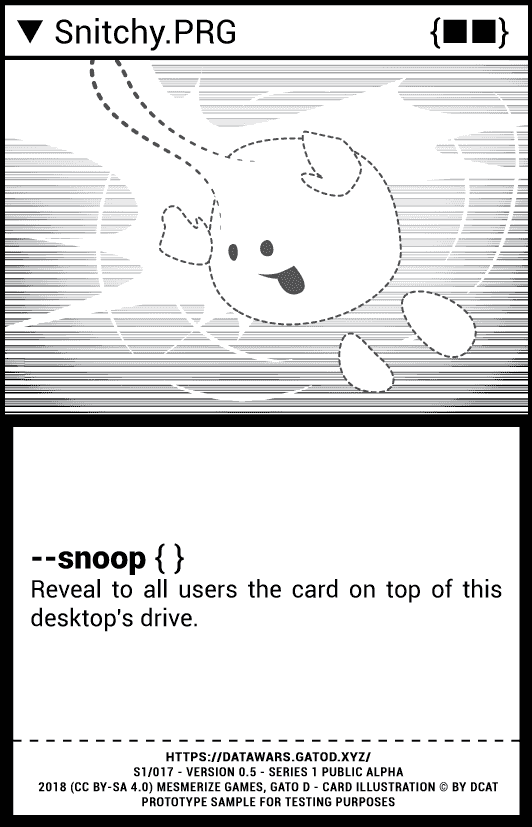 ▼ Snitchy.PRG {■■}
--snoop { }
Reveal to all users the card on top of this
desktop's drive.
HTTPS://DATAWARS.GATOD.XYZ/
S1/017 - VERSION 0.5 - SERIES 1 PUBLIC ALPHA
2018 (CC BY-SA 4.0) MESMERIZE GAMES, GATO D - CARD ILLUSTRATION © BY DCAT
PROTOTYPE SAMPLE FOR TESTING PURPOSES